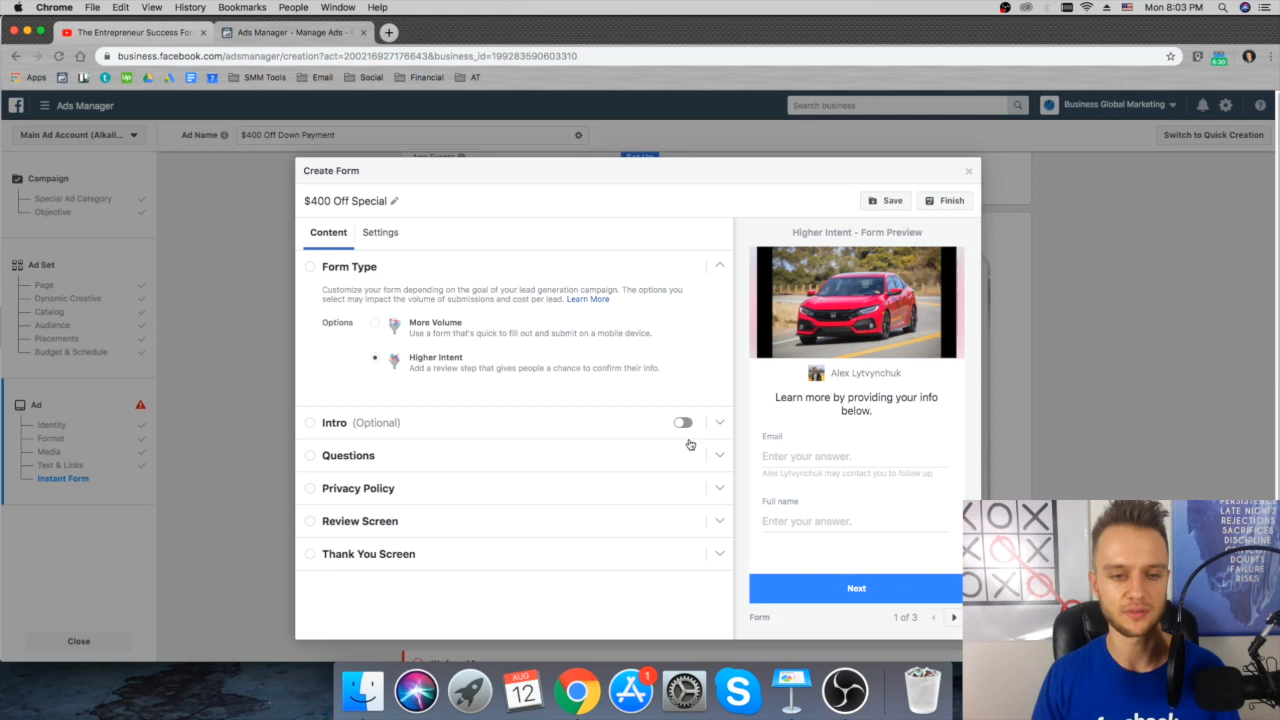 Chrome File Edit View History Bookmarks People Window Help
Mon 8:03 PM
The Entrepreneur Success For
Ads Manager - Manage Ads -
business.facebook.com/adsmanager/creation?act=200216927176643&business_id=199283590603310
6:30
Apps
SMM Tools
Email
Social
Financial
AT
Ads Manager
Search business
Business Global Marketing
Main Ad Account (Alkali...
Ad Name
$400 Off Down Payment
Switch to Quick Creation
Campaign
Special Ad Category
Objective
Ad Set
Page
Dynamic Creative
Catalog
Audience
Placements
Budget & Schedule
Ad
Identity
Format
Media
Text & Links
Instant Form
Close
App Events
Set Up
Create Form
$400 Off Special
Save
Finish
Content
Settings
Form Type
Customize your form depending on the goal of your lead generation campaign. The options you
select may impact the volume of submissions and cost per lead. Learn More
Options
More Volume
Use a form that's quick to fill out and submit on a mobile device.
Higher Intent
Add a review step that gives people a chance to confirm their info.
Intro (Optional)
Questions
Privacy Policy
Review Screen
Thank You Screen
Higher Intent - Form Preview
Alex Lytvynchuk
Learn more by providing your info
below.
Email
Enter your answer.
Alex Lytvynchuk may contact you to follow up.
Full name
Enter your answer.
Next
Form
1 of 3
PERSISTENCE
LATE NIGHTS
REJECTIONS
SACRIFICES
DISCIPLINE
DOUBTS
FAILURE
RISKS
AUG
12
1